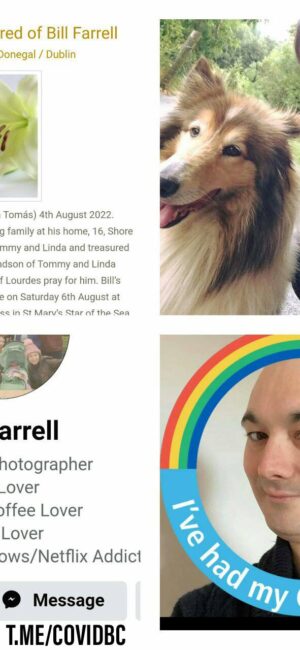 red of Bill Farrell
Donegal / Dublin
Tomás) 4th August 2022.
g family at his home, 16, Shore
mmy and Linda and treasured
ndson of Tommy and Linda
f Lourdes pray for him. Bill's
e on Saturday 6th August at
ss in St Mary's Star of the Sea
arrell
hotographer
Lover
offee Lover
Lover
ows/Netflix Addict
Message
I've had my
T.ME/COVIDBC